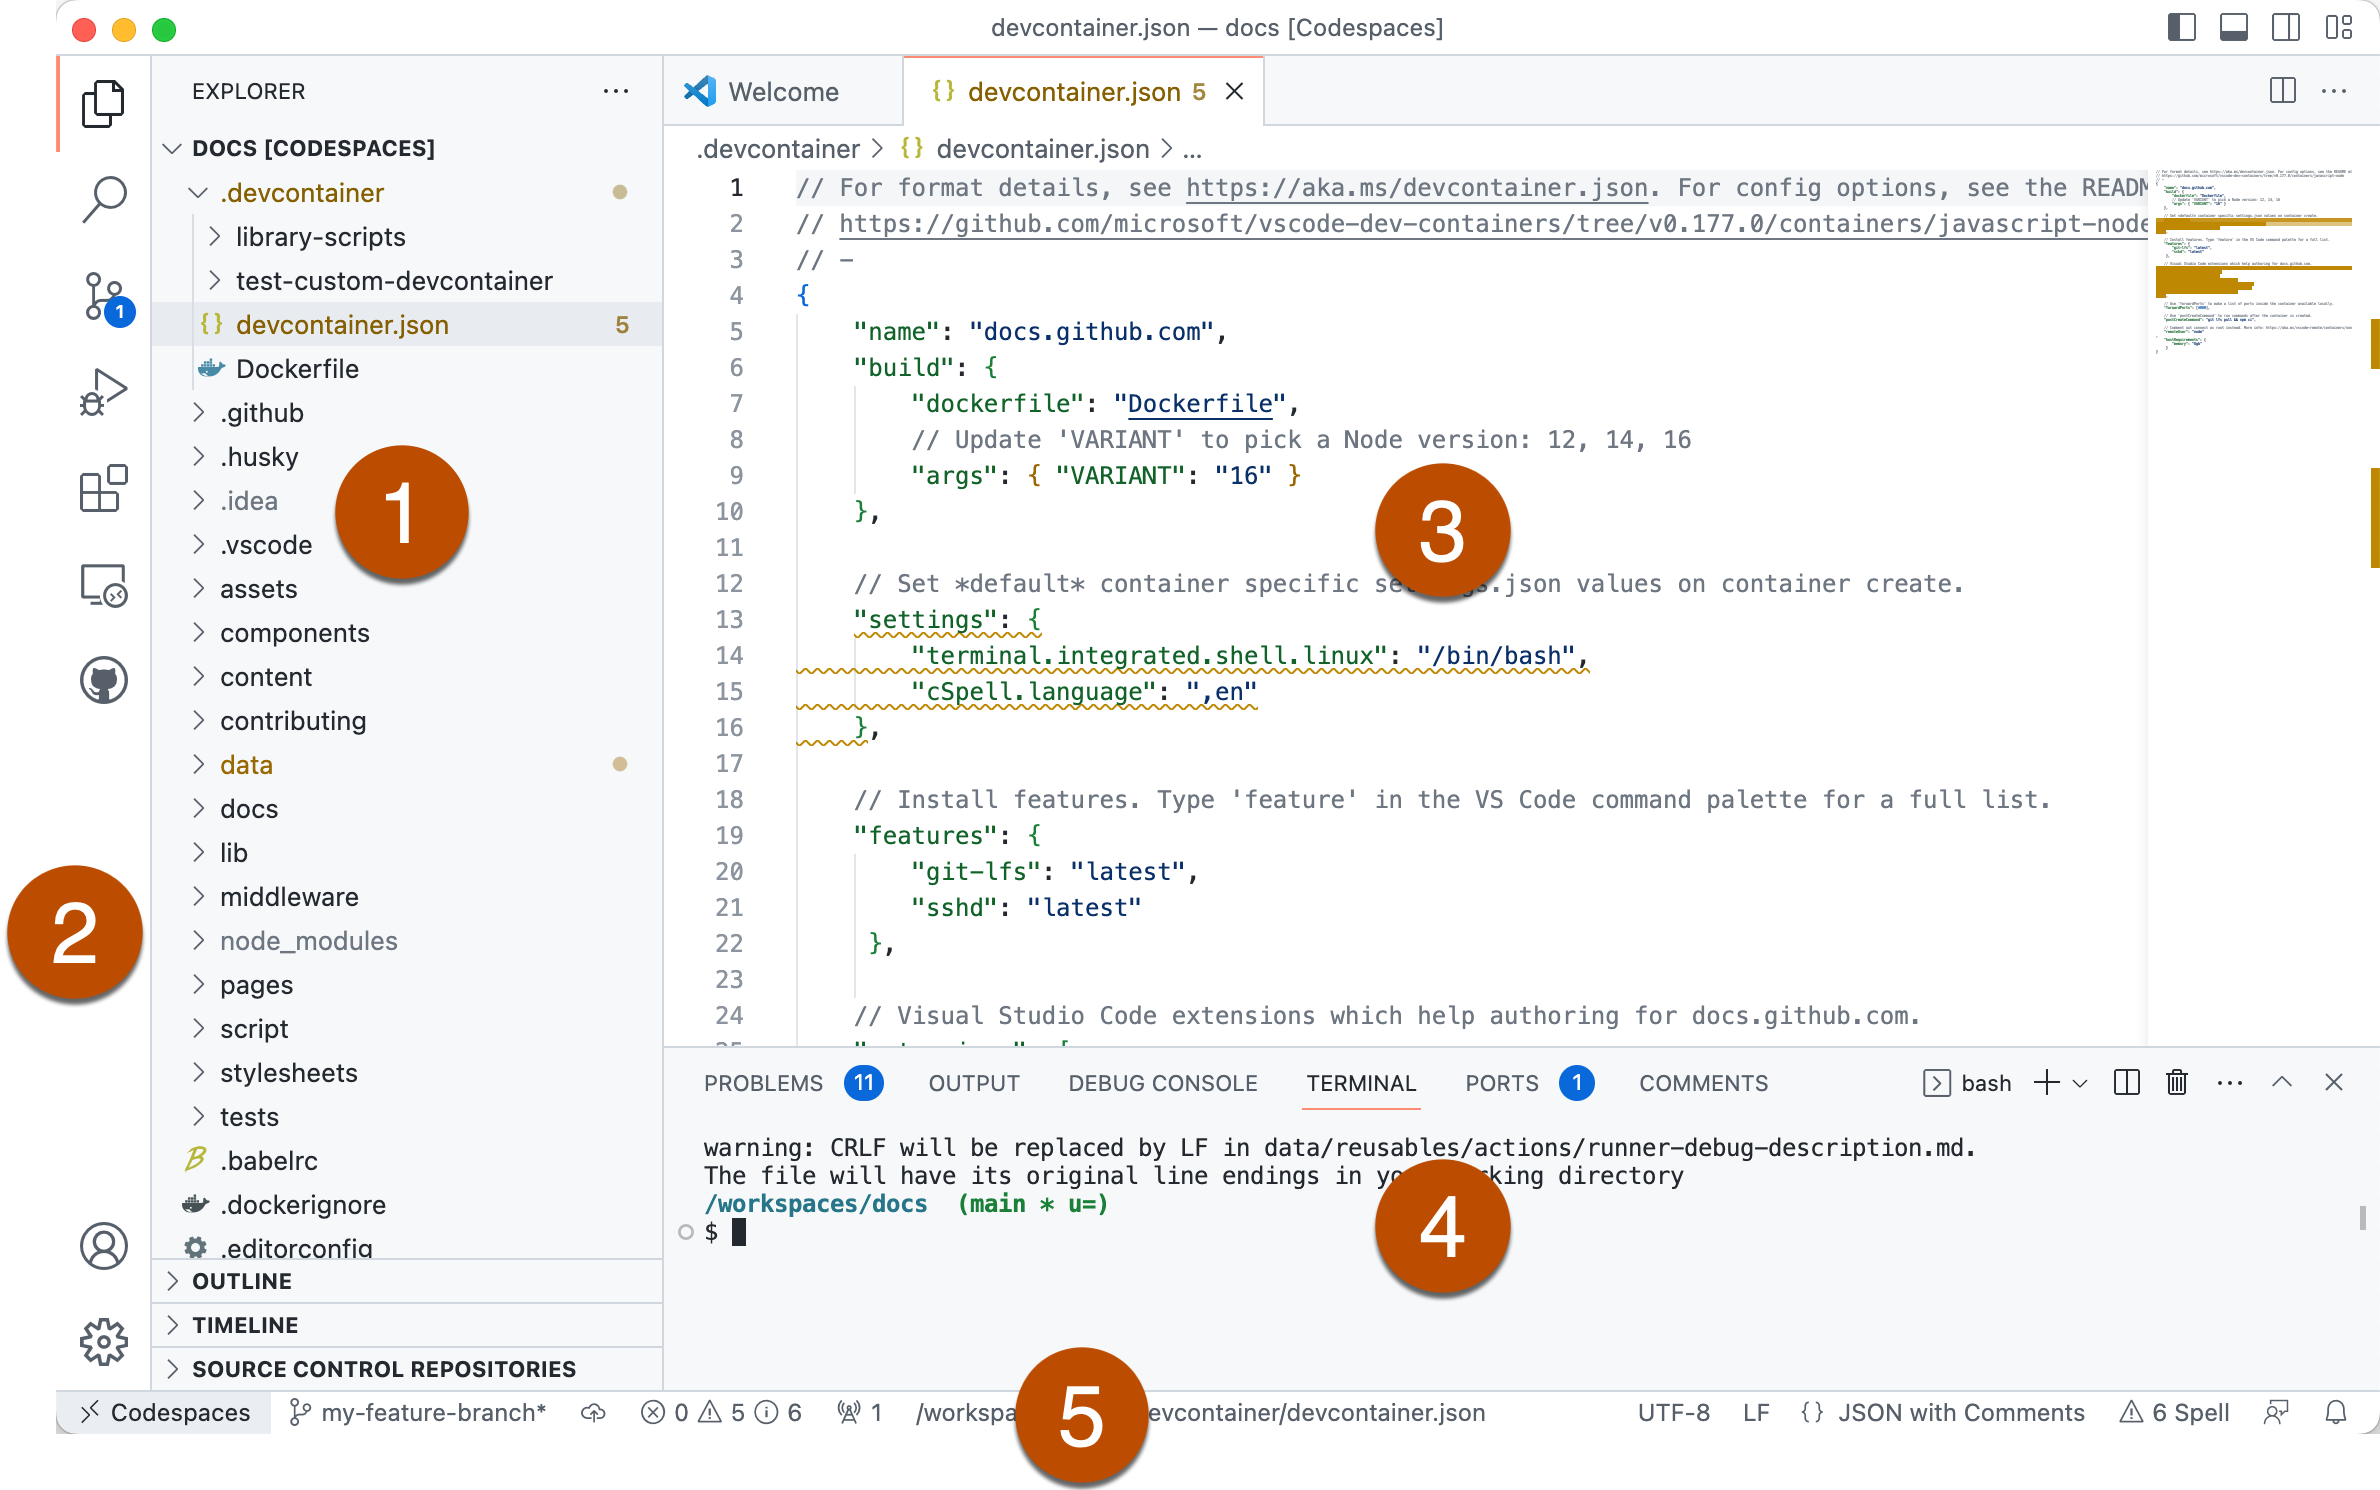 devcontainer.json — docs [Codespaces]
EXPLORER
DOCS [CODESPACES]
.devcontainer
library-scripts
test-custom-devcontainer
devcontainer.json 5
Dockerfile
.github
.husky
.idea
.vscode
assets
components
content
contributing
data
docs
lib
middleware
node_modules
pages
script
stylesheets
tests
.babelrc
.dockerignore
.editorconfig
OUTLINE
TIMELINE
SOURCE CONTROL REPOSITORIES
1
1
2
Welcome
devcontainer.json 5
.devcontainer > {} devcontainer.json > ...
1 // For format details, see https://aka.ms/devcontainer.json. For config options, see the READM
2 // https://github.com/microsoft/vscode-dev-containers/tree/v0.177.0/containers/javascript-node
3 // –
4 {
5 "name": "docs.github.com",
6 "build": {
7 "dockerfile": "Dockerfile",
8 // Update 'VARIANT' to pick a Node version: 12, 14, 16
9 "args": { "VARIANT": "16" }
10 },
11
12 // Set *default* container specific se gs.json values on container create.
13 "settings": {
14 "terminal.integrated.shell.linux": "/bin/bash",
15 "cSpell.language": ",en"
16 },
17
18 // Install features. Type 'feature' in the VS Code command palette for a full list.
19 "features": {
20 "git-lfs": "latest",
21 "sshd": "latest"
22 },
23
24 // Visual Studio Code extensions which help authoring for docs.github.com.
3
PROBLEMS 11 OUTPUT DEBUG CONSOLE TERMINAL PORTS 1 COMMENTS bash
warning: CRLF will be replaced by LF in data/reusables/actions/runner-debug-description.md.
The file will have its original line endings in yo king directory
/workspaces/docs (main * u=)
$
4
Codespaces my-feature-branch* 0 5 6 1 /workspa evcontainer/devcontainer.json UTF-8 LF {} JSON with Comments 6 Spell
5